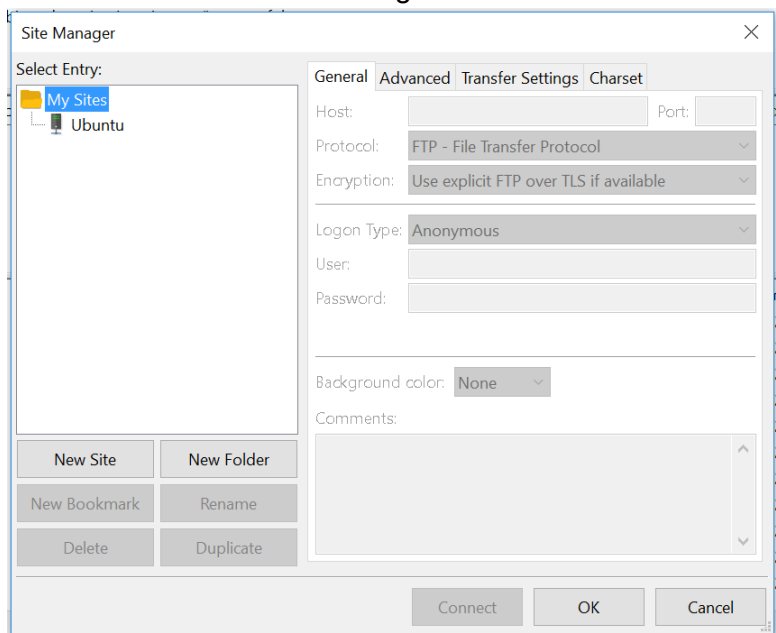 Site Manager
Select Entry:
My Sites
Ubuntu
General Advanced Transfer Settings Charset
Host: Port:
Protocol: FTP - File Transfer Protocol
Encryption: Use explicit FTP over TLS if available
Logon Type: Anonymous
User:
Password:
Background color: None
Comments:
New Site New Folder
New Bookmark Rename
Delete Duplicate
Connect OK Cancel